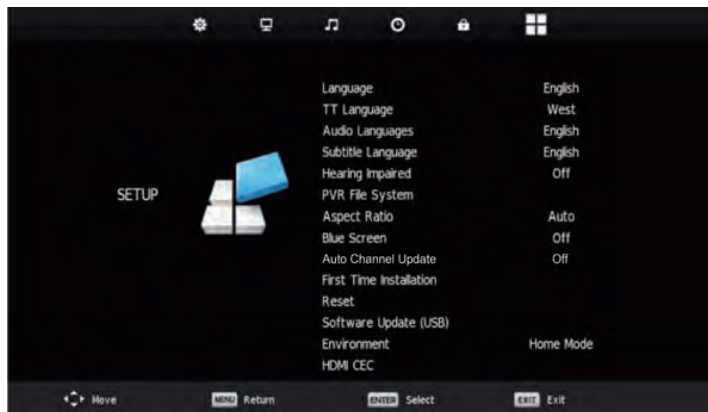 Language English
TT Language West
Audio Languages English
Subtitle Language English
Hearing Impaired Off
SETUP PVR File System
Aspect Ratio Auto
Blue Screen Off
Auto Channel Update Off
First Time Installation
Reset
Software Update (USB)
Environment Home Mode
HDMI CEC
Move MENU Return ENTER Select EXIT Exit